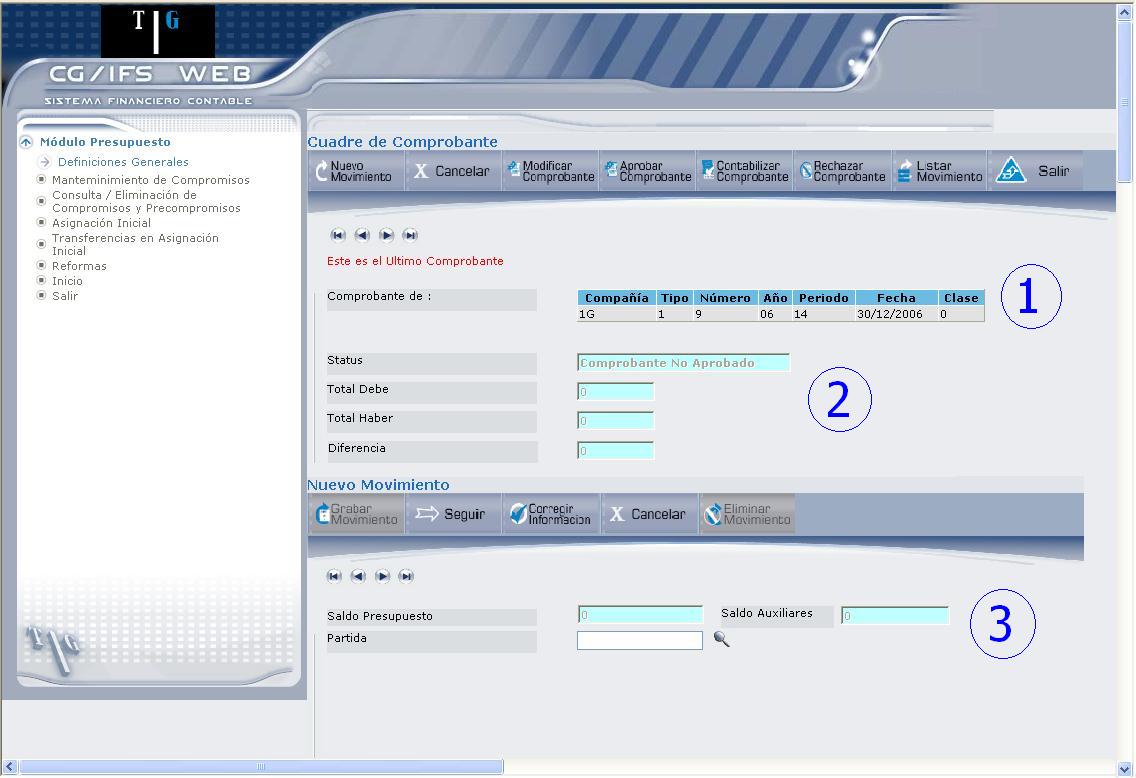 TG
CG/IFS WEB
SISTEMA FINANCIERO CONTABLE
Módulo Presupuesto
Definiciones Generales
Manteminimiento de Compromisos
Consulta / Eliminación de
Compromisos y Precompromisos
Asignación Inicial
Transferencias en Asignación
Inicial
Reformas
Inicio
Salir
TG
Cuadre de Comprobante
Nuevo Movimiento X Cancelar Modificar Comprobante Aprobar Comprobante Contabilizar Comprobante Rechazar Comprobante Listar Movimiento Salir
Este es el Ultimo Comprobante
Comprobante de :
Compañía Tipo Número Año Periodo Fecha Clase
1G 1 9 06 14 30/12/2006 0
1
Status Comprobante No Aprobado
Total Debe 0
2
Total Haber 0
Diferencia 0
Nuevo Movimiento
Grabar Movimiento Seguir Corregir Informacion X Cancelar Eliminar Movimiento
Saldo Presupuesto 0 Saldo Auxiliares 0
3
Partida